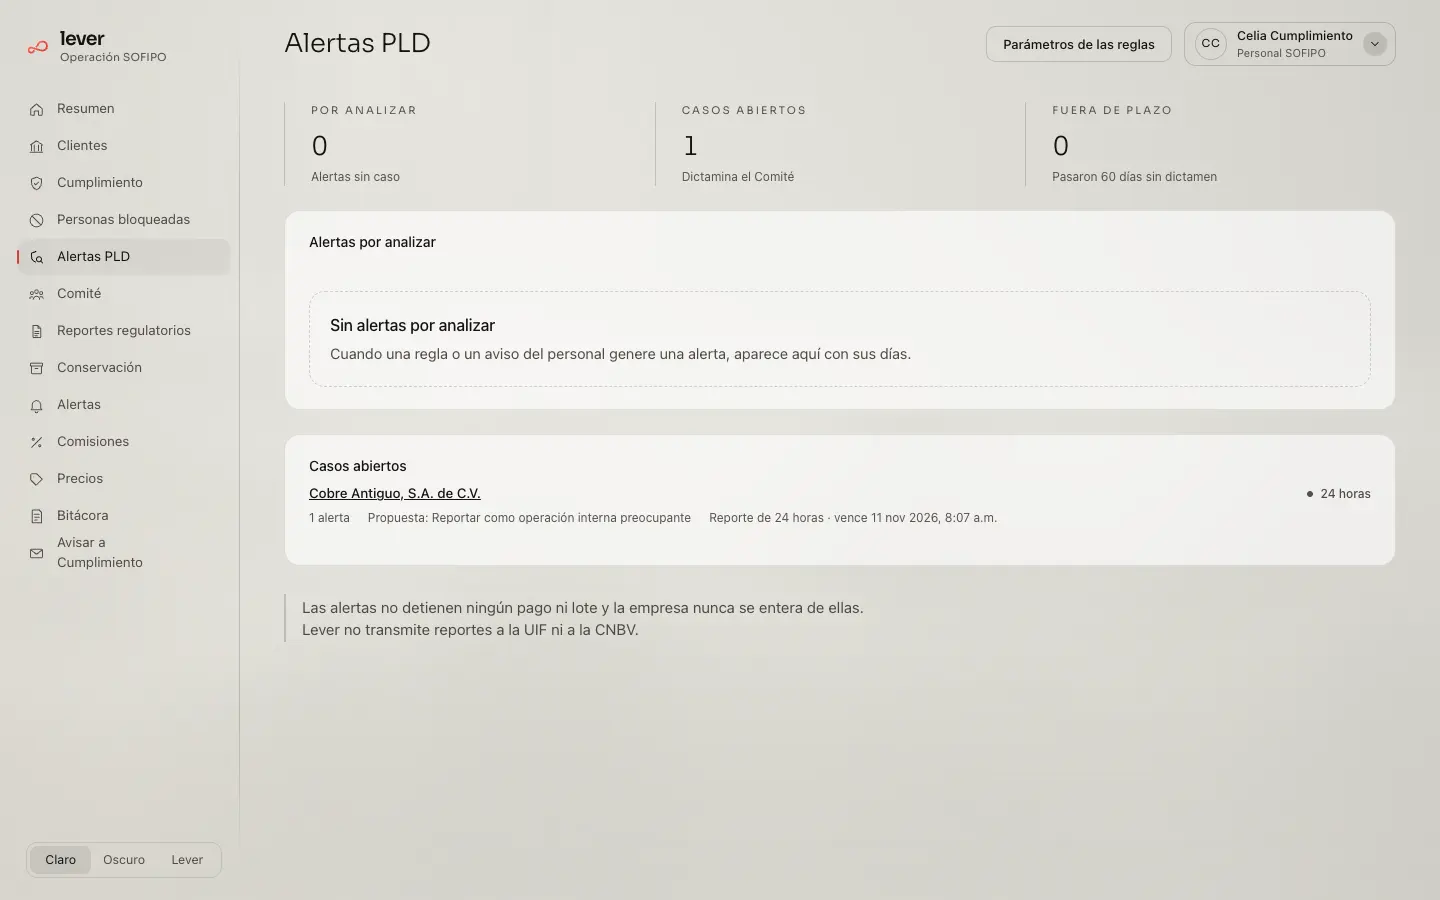 lever
Operación SOFIPO
Resumen
Clientes
Cumplimiento
Personas bloqueadas
Alertas PLD
Comité
Reportes regulatorios
Conservación
Alertas
Comisiones
Precios
Bitácora
Avisar a
Cumplimiento
Claro Oscuro Lever
Alertas PLD
Parámetros de las reglas
CC
Celia Cumplimiento
Personal SOFIPO
POR ANALIZAR
0
Alertas sin caso
CASOS ABIERTOS
1
Dictamina el Comité
FUERA DE PLAZO
0
Pasaron 60 días sin dictamen
Alertas por analizar
Sin alertas por analizar
Cuando una regla o un aviso del personal genere una alerta, aparece aquí con sus días.
Casos abiertos
Cobre Antiguo, S.A. de C.V.
24 horas
1 alerta Propuesta: Reportar como operación interna preocupante Reporte de 24 horas · vence 11 nov 2026, 8:07 a.m.
Las alertas no detienen ningún pago ni lote y la empresa nunca se entera de ellas.
Lever no transmite reportes a la UIF ni a la CNBV.